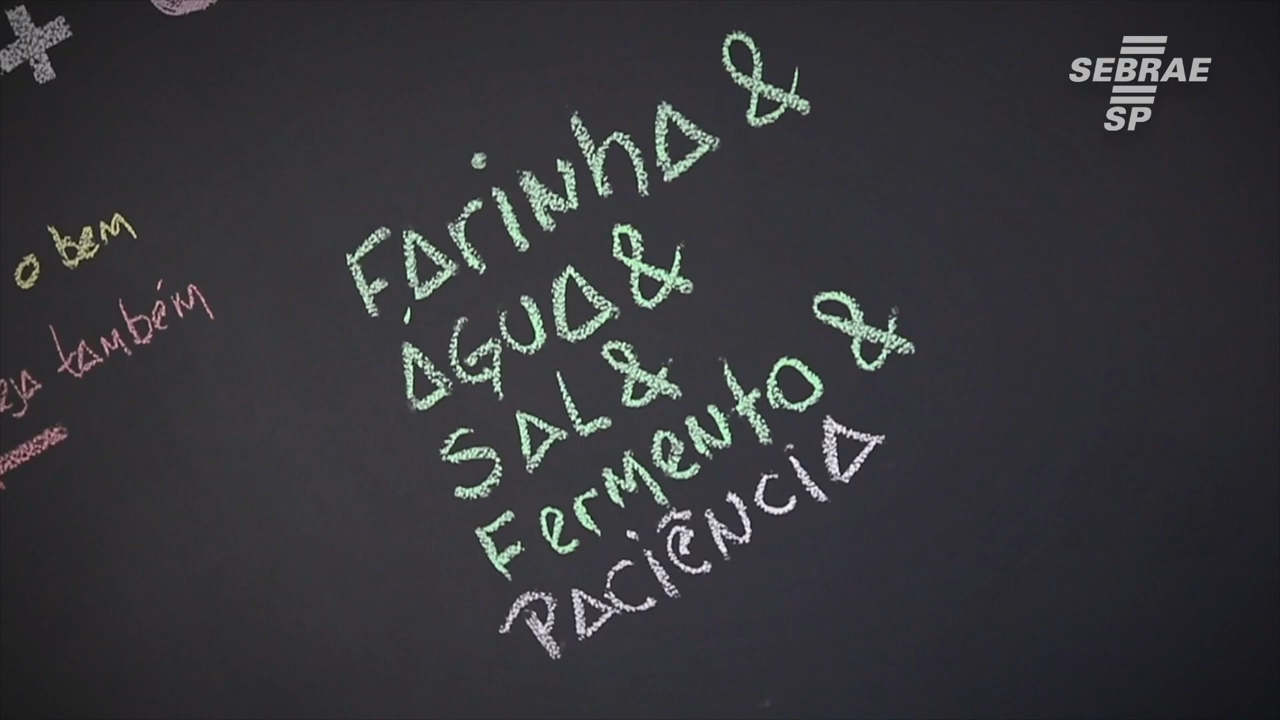 SEBRAE
SP
Farinha &
ÁGUA &
SAL &
Fermento &
PACIÊNCIA
o bem
também